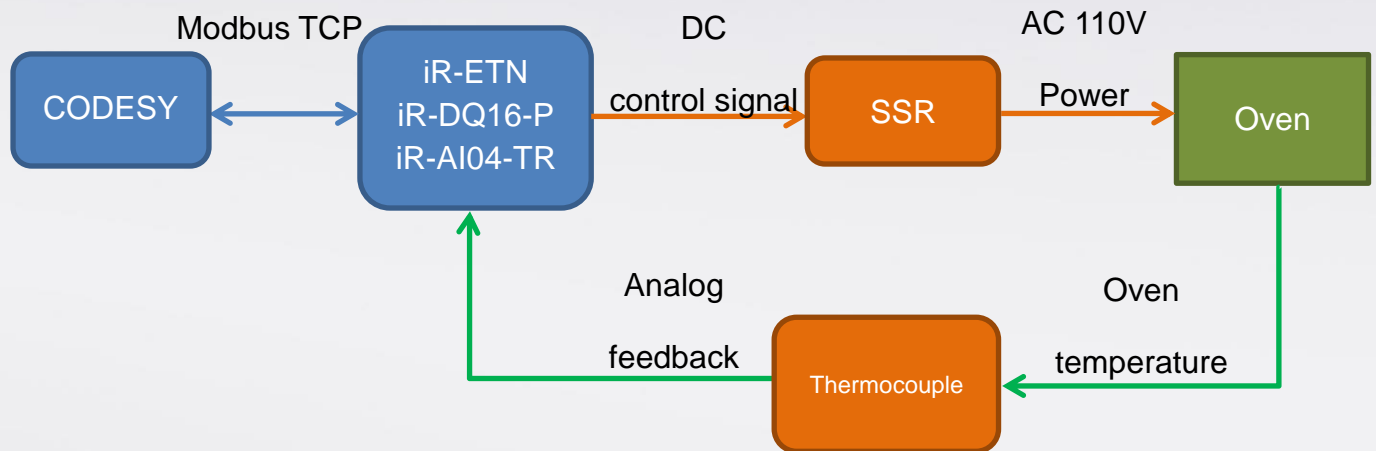 Modbus TCP
DC
AC 110V
CODESY
iR-ETN
iR-DQ16-P
iR-AI04-TR
control signal
SSR
Power
Oven
Analog
feedback
Thermocouple
Oven
temperature